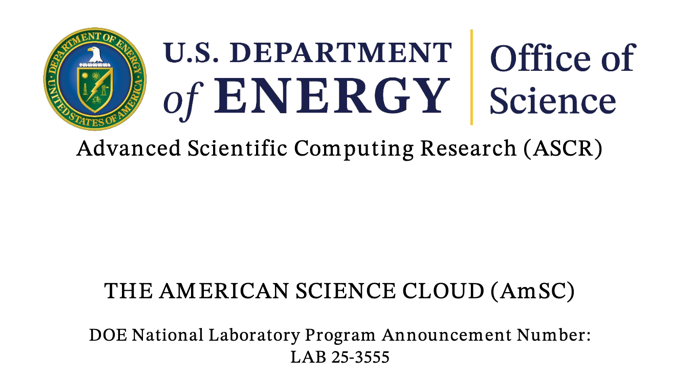 DEPARTMENT OF ENERGY
UNITED STATES OF AMERICA
U.S. DEPARTMENT
of ENERGY
Office of
Science
Advanced Scientific Computing Research (ASCR)
THE AMERICAN SCIENCE CLOUD (AmSC)
DOE National Laboratory Program Announcement Number:
LAB 25-3555